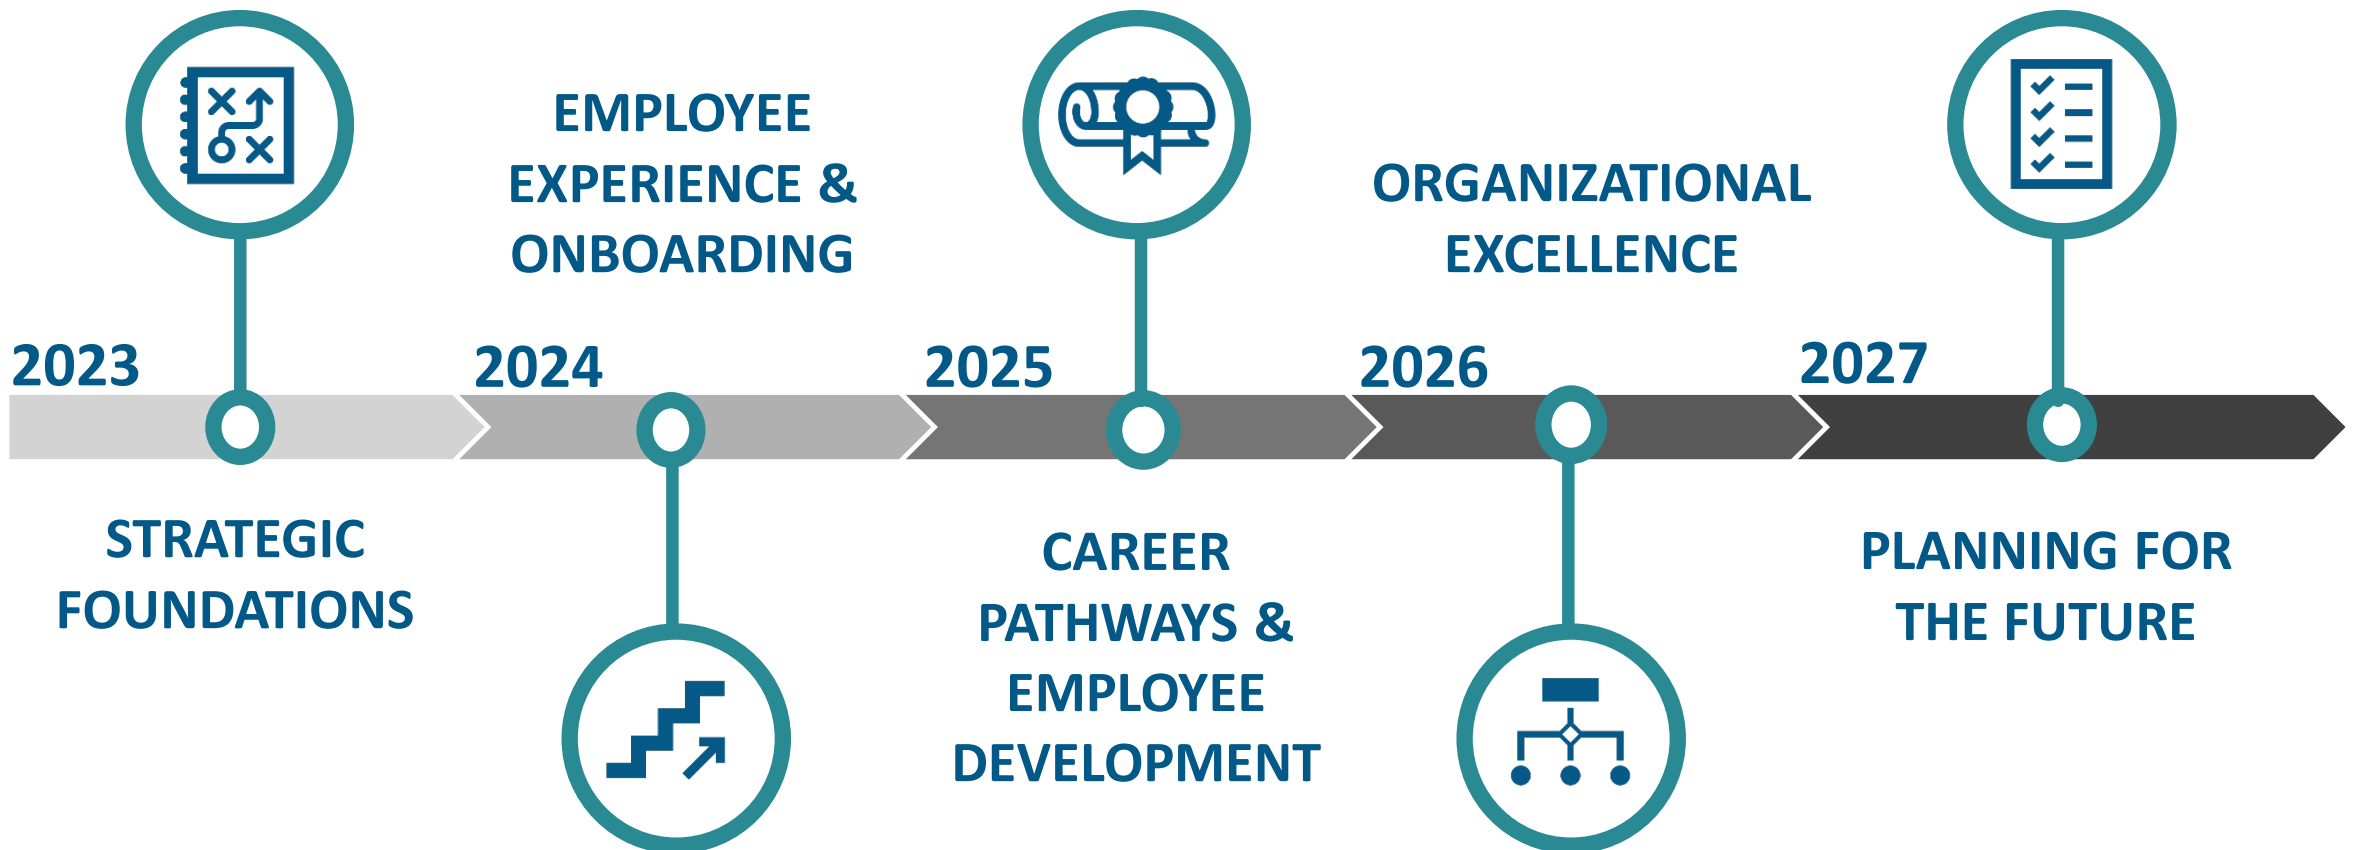 2023
STRATEGIC
FOUNDATIONS
2024
EMPLOYEE
EXPERIENCE &
ONBOARDING
2025
CAREER
PATHWAYS &
EMPLOYEE
DEVELOPMENT
2026
ORGANIZATIONAL
EXCELLENCE
2027
PLANNING FOR
THE FUTURE